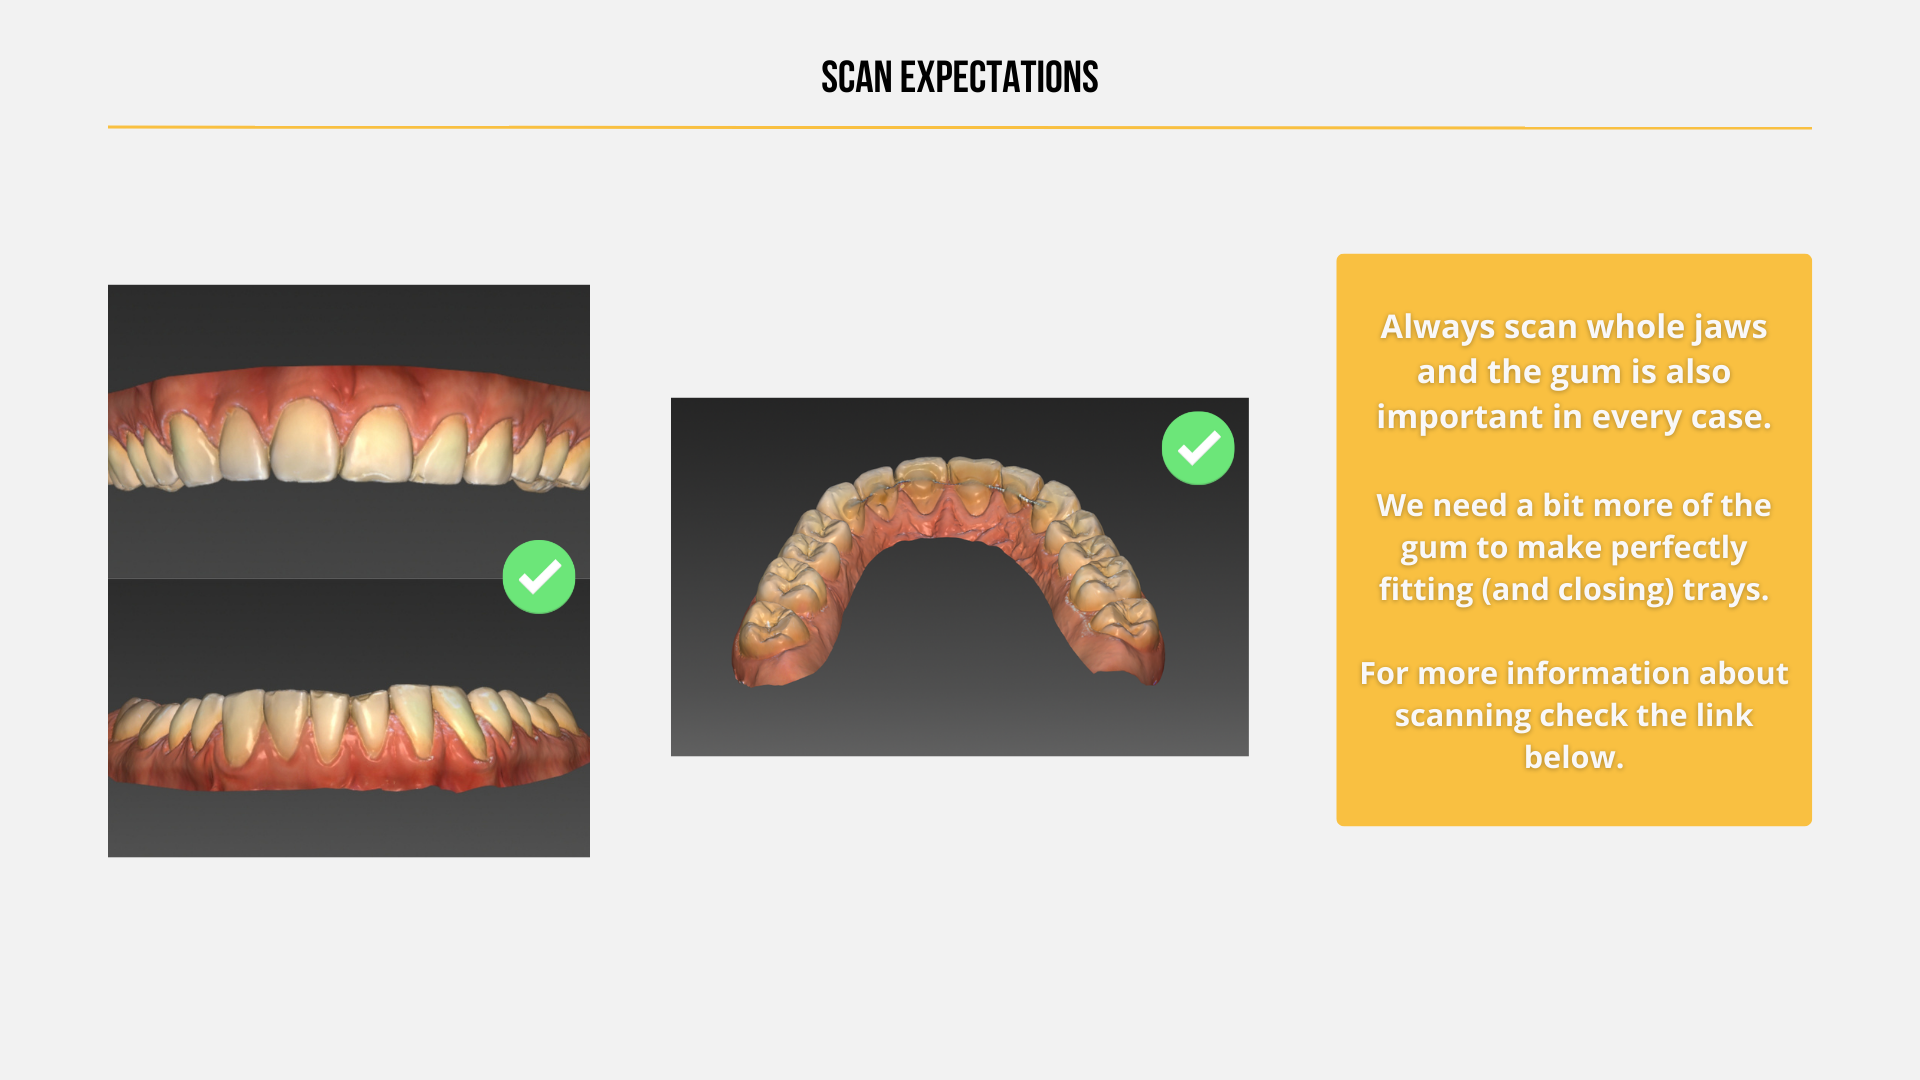 SCAN EXPECTATIONS
Always scan whole jaws
and the gum is also
important in every case.
We need a bit more of the
gum to make perfectly
fitting (and closing) trays.
For more information about
scanning check the link
below.